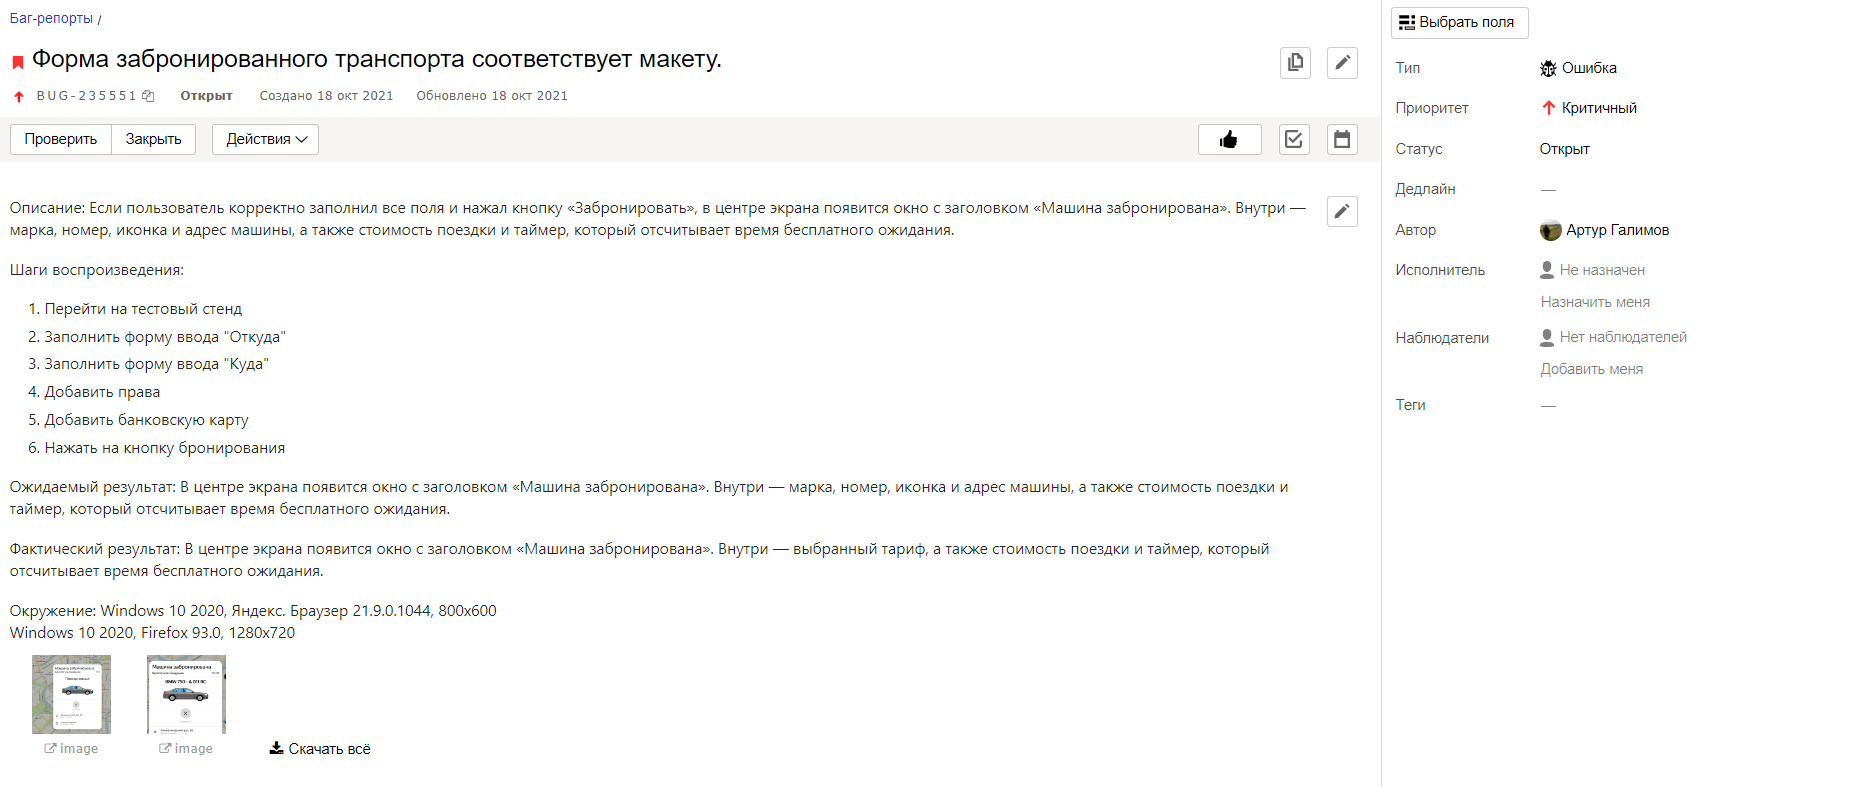 Баг-репорты /
Форма забронированного транспорта соответствует макету.
BUG-235551 Открыт Создано 18 окт 2021 Обновлено 18 окт 2021
Проверить Закрыть Действия
Описание: Если пользователь корректно заполнил все поля и нажал кнопку «Забронировать», в центре экрана появится окно с заголовком «Машина забронирована». Внутри —
марка, номер, иконка и адрес машины, а также стоимость поездки и таймер, который отсчитывает время бесплатного ожидания.
Шаги воспроизведения:
1. Перейти на тестовый стенд
2. Заполнить форму ввода "Откуда"
3. Заполнить форму ввода "Куда"
4. Добавить права
5. Добавить банковскую карту
6. Нажать на кнопку бронирования
Ожидаемый результат: В центре экрана появится окно с заголовком «Машина забронирована». Внутри — марка, номер, иконка и адрес машины, а также стоимость поездки и
таймер, который отсчитывает время бесплатного ожидания.
Фактический результат: В центре экрана появится окно с заголовком «Машина забронирована». Внутри — выбранный тариф, а также стоимость поездки и таймер, который
отсчитывает время бесплатного ожидания.
Окружение: Windows 10 2020, Яндекс. Браузер 21.9.0.1044, 800x600
Windows 10 2020, Firefox 93.0, 1280x720
Машина забронирована
Машина забронирована
BMW 750 - A 011 BC
image image Скачать всё
Выбрать поля
Тип Ошибка
Приоритет Критичный
Статус Открыт
Дедлайн —
Автор Артур Галимов
Исполнитель Не назначен
Назначить меня
Наблюдатели Нет наблюдателей
Добавить меня
Теги —